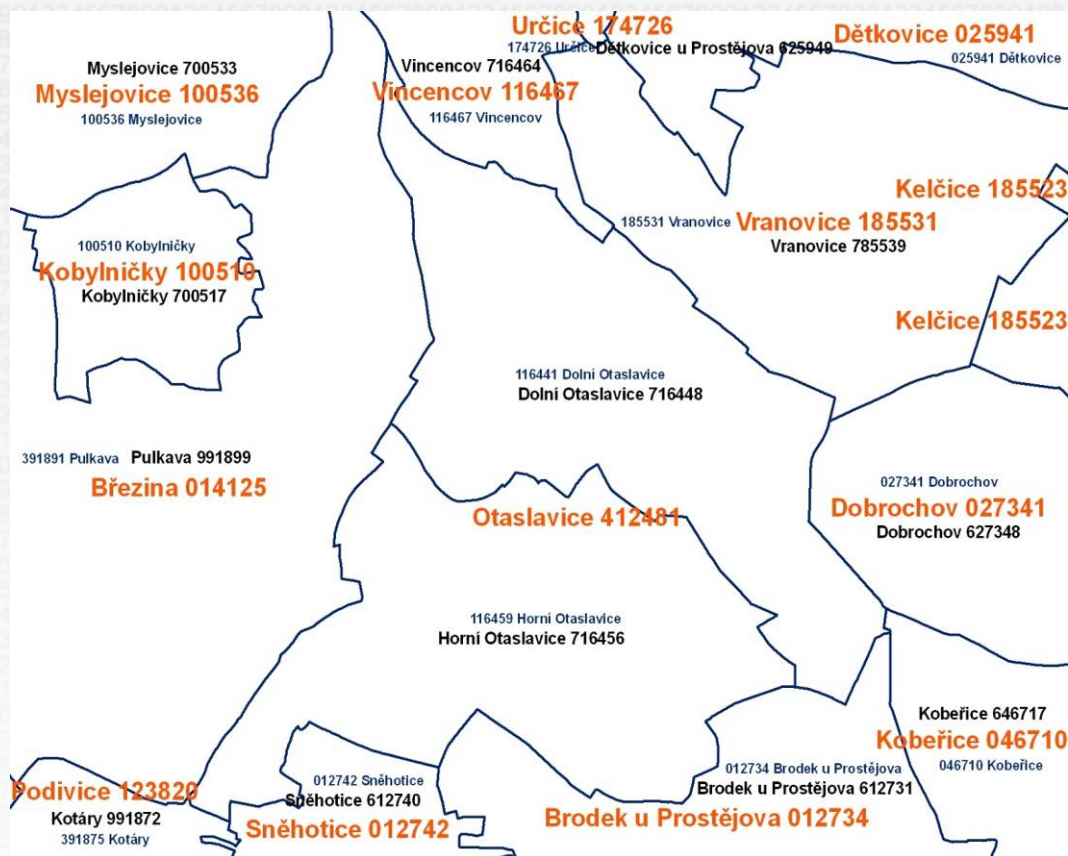 Určice 174726
174726 Určice
Dětkovice u Prostějova 625949
Dětkovice 025941
025941 Dětkovice
Myslejovice 700533
Myslejovice 100536
100536 Myslejovice
Vincencov 716464
Vincencov 116467
116467 Vincencov
Kelčice 185523
185531 Vranovice
Vranovice 185531
Vranovice 785539
100510 Kobylničky
Kobylničky 100510
Kobylničky 700517
Kelčice 185523
116441 Dolní Otaslavice
Dolní Otaslavice 716448
391891 Pulkava
Pulkava 991899
Březina 014125
027341 Dobrochov
Dobrochov 027341
Dobrochov 627348
Otaslavice 412481
116459 Horní Otaslavice
Horní Otaslavice 716456
Kobeřice 646717
Kobeřice 046710
046710 Kobeřice
Podivice 123820
Kotáry 991872
391875 Kotáry
012742 Sněhotice
Sněhotice 612740
Sněhotice 012742
012734 Brodek u Prostějova
Brodek u Prostějova 612731
Brodek u Prostějova 012734